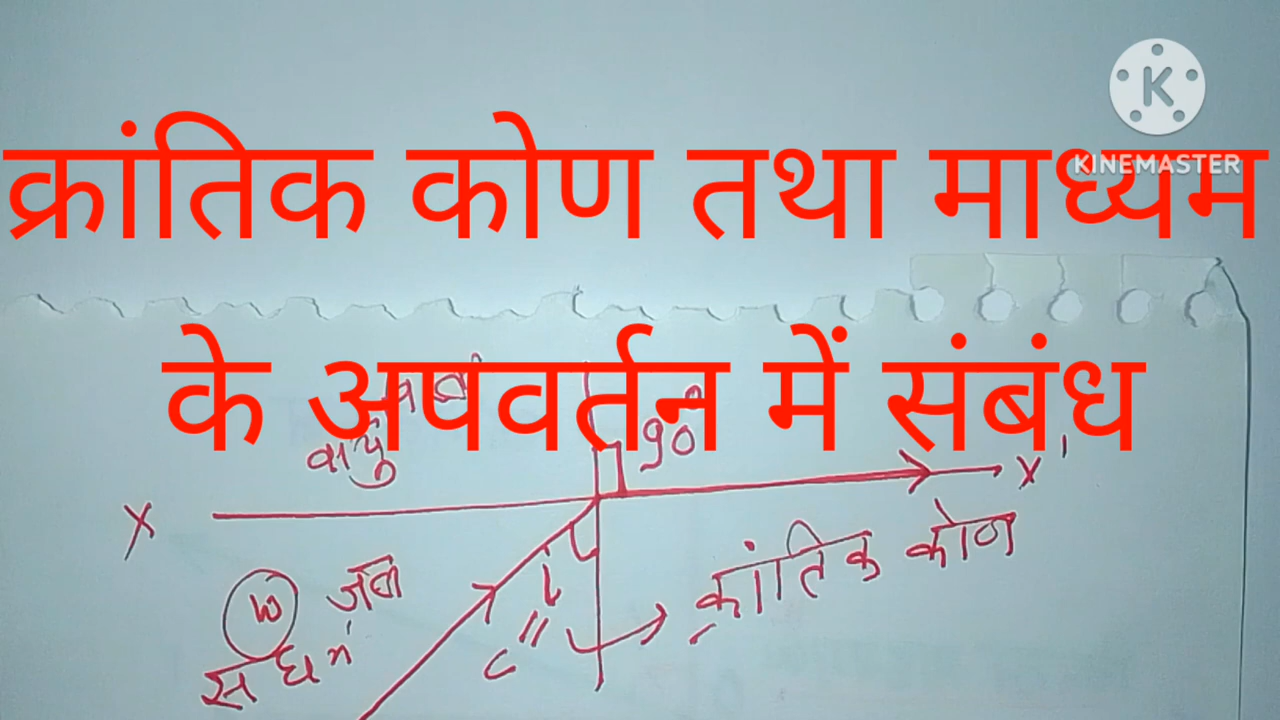 KINEMASTER
क्रांतिक कोण तथा माध्यम
के अपवर्तन में संबंध
वायु
90°
X
X'
क्रांतिक कोण
W जल
सघन
i = c